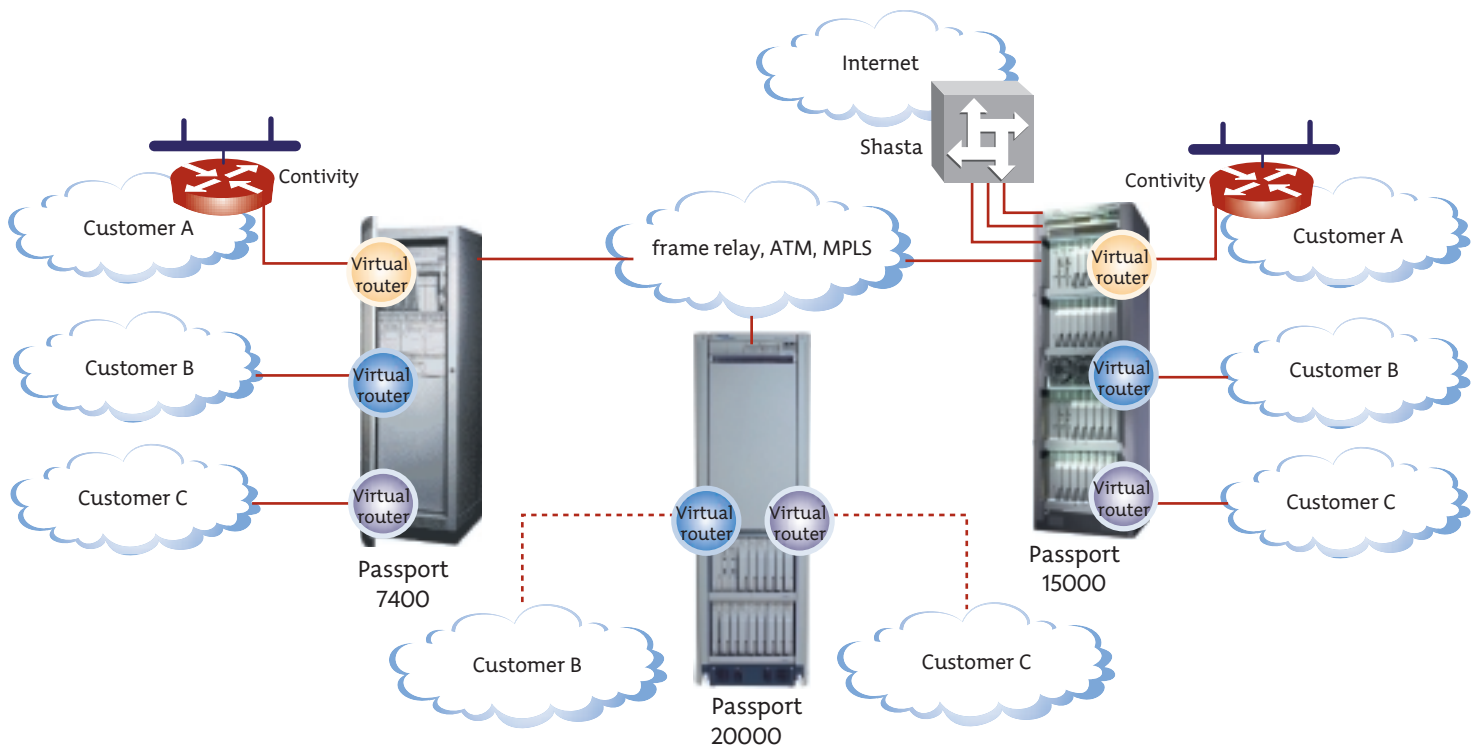 Internet
Shasta
Contivity
Contivity
Customer A
frame relay, ATM, MPLS
Customer A
Virtual
router
Virtual
router
Customer B
Virtual
router
Virtual
router
Customer B
Customer C
Virtual
router
Virtual
router
Customer C
Virtual
router
Virtual
router
Passport
7400
Passport
15000
Customer B
Customer C
Passport
20000